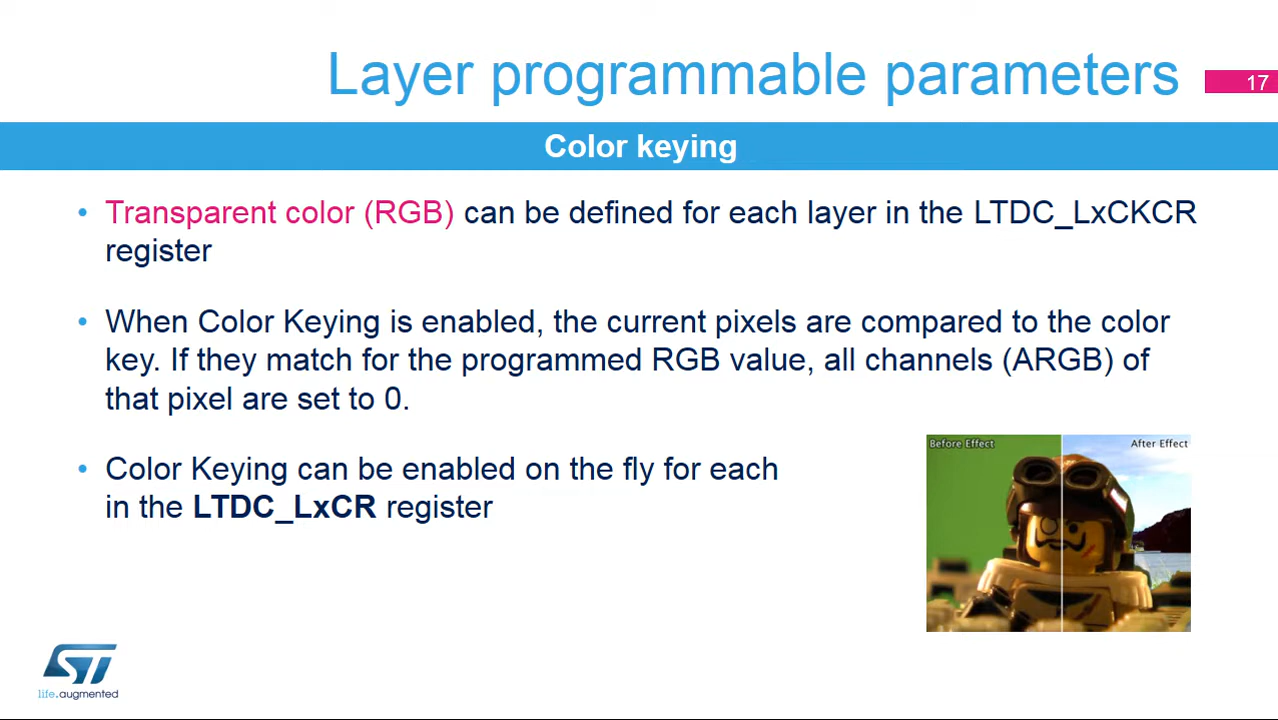 Layer programmable parameters
17
Color keying
• Transparent color (RGB) can be defined for each layer in the LTDC_LxCKCR
register
• When Color Keying is enabled, the current pixels are compared to the color
key. If they match for the programmed RGB value, all channels (ARGB) of
that pixel are set to 0.
• Color Keying can be enabled on the fly for each
in the LTDC_LxCR register
Before Effect
After Effect
ST
life.augmented